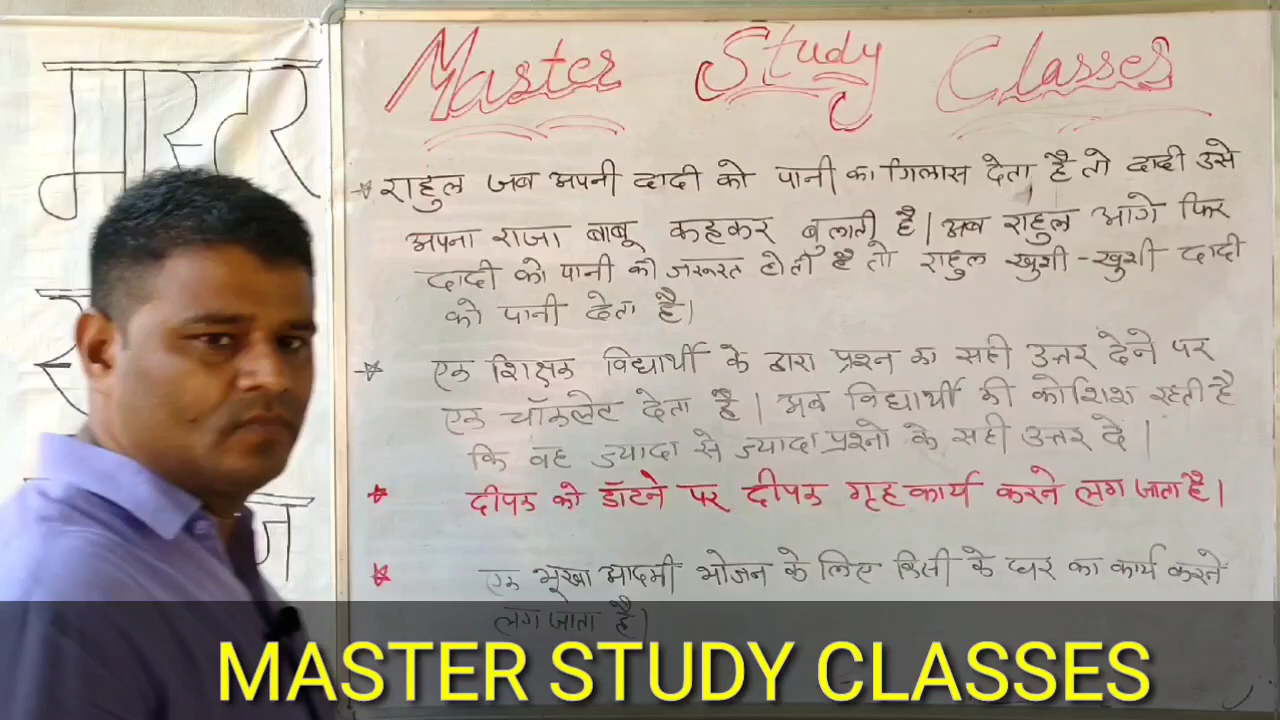 मास्टर
Master Study Classes
राहुल जब अपनी दादी को पानी का गिलास देता है तो दादी उसे
अपना राजा बाबू कहकर बुलाती है। अब राहुल आगे फिर
दादी को पानी की जरूरत होती है तो राहुल खुशी-खुशी दादी
को पानी देता है।
एक शिक्षक विद्यार्थी के द्वारा प्रश्न का सही उत्तर देने पर
एक चॉकलेट देता है। अब विद्यार्थी की कोशिश रहती है
कि वह ज्यादा से ज्यादा प्रश्नो के सही उत्तर दे।
दीपक को डॉटने पर दीपक गृहकार्य करने लग जाता है।
एक भूखा आदमी भोजन के लिए किसी के घर का कार्य करने
लग जाता है।
MASTER STUDY CLASSES